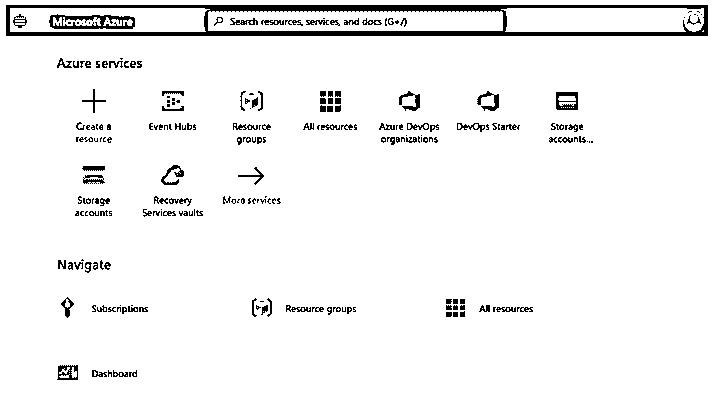 Microsoft Azure
Search resources, services, and docs (G+/)
Azure services
Create a resource
Event Hubs
Resource groups
All resources
Azure DevOps organizations
DevOps Starter
Storage accounts...
Storage accounts
Recovery Services vaults
More services
Navigate
Subscriptions
Resource groups
All resources
Dashboard